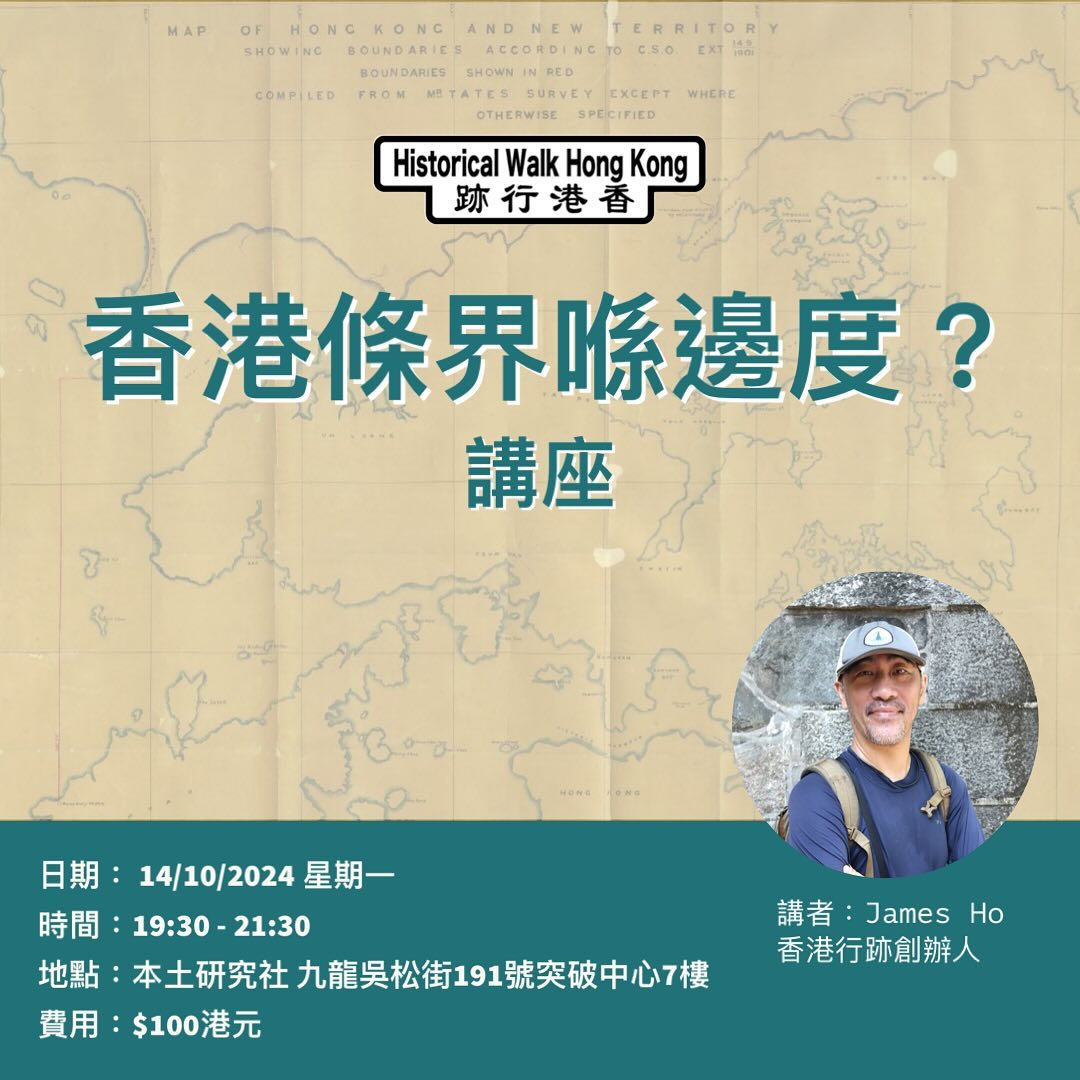 MAP OF HONG KONG AND NEW TERRITORY
SHOWING BOUNDARIES ACCORDING TO C.S.O. EXT 149/1901
BOUNDARIES SHOWN IN RED
COMPILED FROM MR TATES SURVEY EXCEPT WHERE
OTHERWISE SPECIFIED
Historical Walk Hong Kong
跡行港香
香港條界喺邊度？
講座
HONG KONG
日期： 14/10/2024 星期一
時間：19:30 - 21:30
地點：本土研究社 九龍吳松街191號突破中心7樓
費用：$100港元
講者：James Ho
香港行跡創辦人